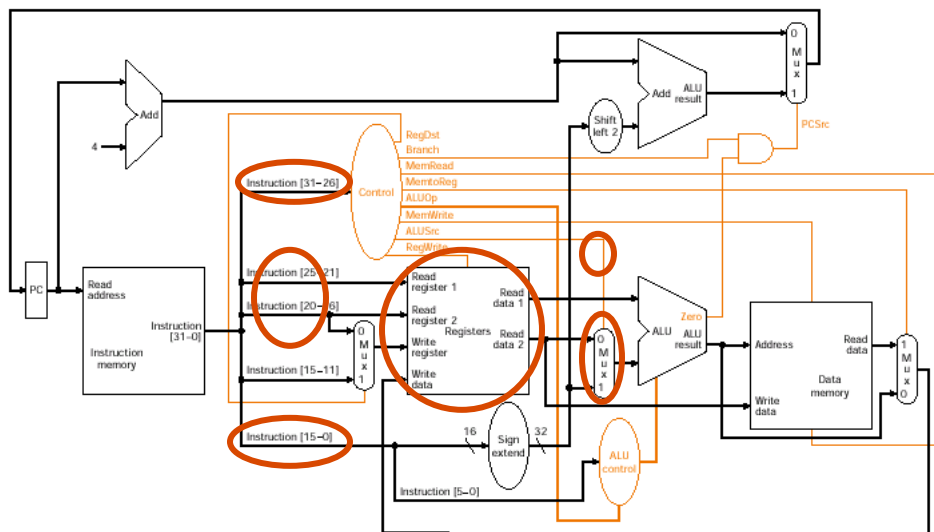 0
M
u
x
1
Add
ALU
result
Add
4
Shift
left 2
PCSrc
RegDst
Branch
MemRead
MemtoReg
ALUOp
MemWrite
ALUSrc
RegWrite
Control
Instruction [31–26]
Instruction [25–21]
Instruction [20–16]
Instruction [15–11]
Instruction [15–0]
Instruction [5–0]
PC
Read
address
Instruction
[31-0]
Instruction
memory
0
M
u
x
1
Read
register 1
Read
register 2
Write
register
Write
data
Registers
Read
data 1
Read
data 2
0
M
u
x
1
Zero
ALU
ALU
result
Address
Write
data
Read
data
Data
memory
1
M
u
x
0
16
Sign
extend
32
ALU
control